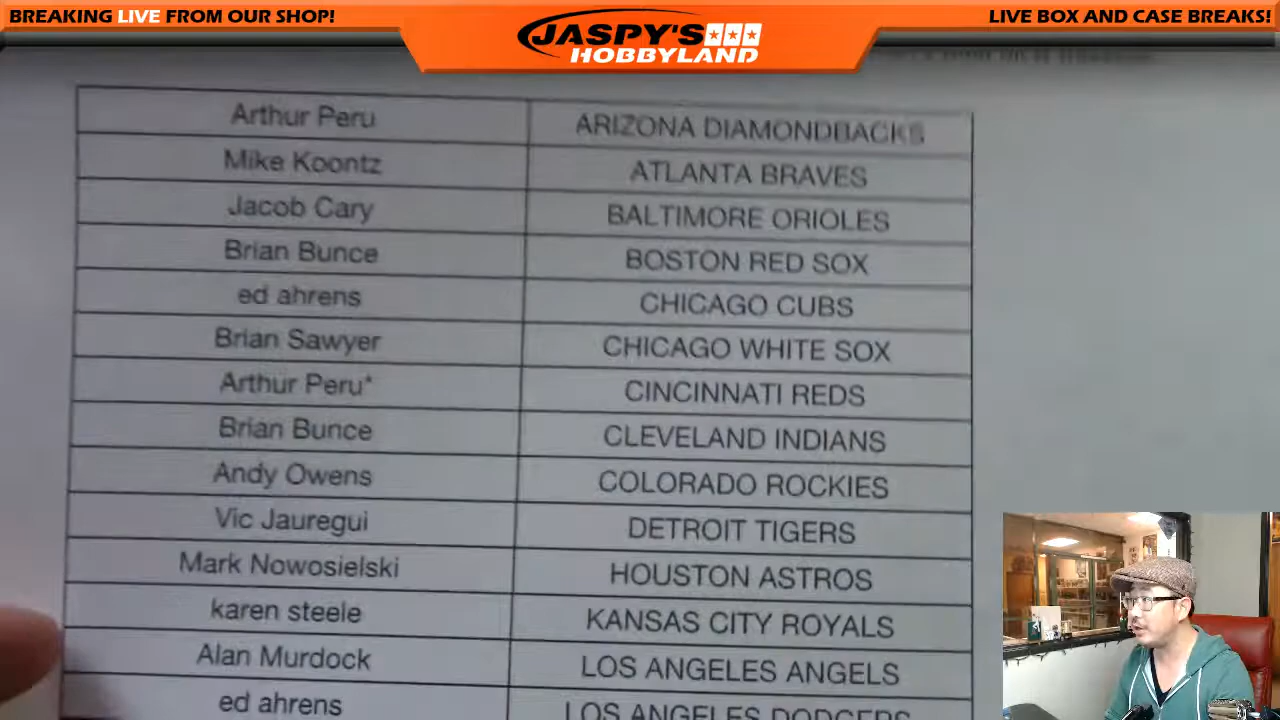 BREAKING LIVE FROM OUR SHOP!
JASPY'S
HOBBYLAND
LIVE BOX AND CASE BREAKS!
Arthur Peru ARIZONA DIAMONDBACKS
Mike Koontz ATLANTA BRAVES
Jacob Cary BALTIMORE ORIOLES
Brian Bunce BOSTON RED SOX
ed ahrens CHICAGO CUBS
Brian Sawyer CHICAGO WHITE SOX
Arthur Peru* CINCINNATI REDS
Brian Bunce CLEVELAND INDIANS
Andy Owens COLORADO ROCKIES
Vic Jauregui DETROIT TIGERS
Mark Nowosielski HOUSTON ASTROS
karen steele KANSAS CITY ROYALS
Alan Murdock LOS ANGELES ANGELS
ed ahrens LOS ANGELES DODGERS